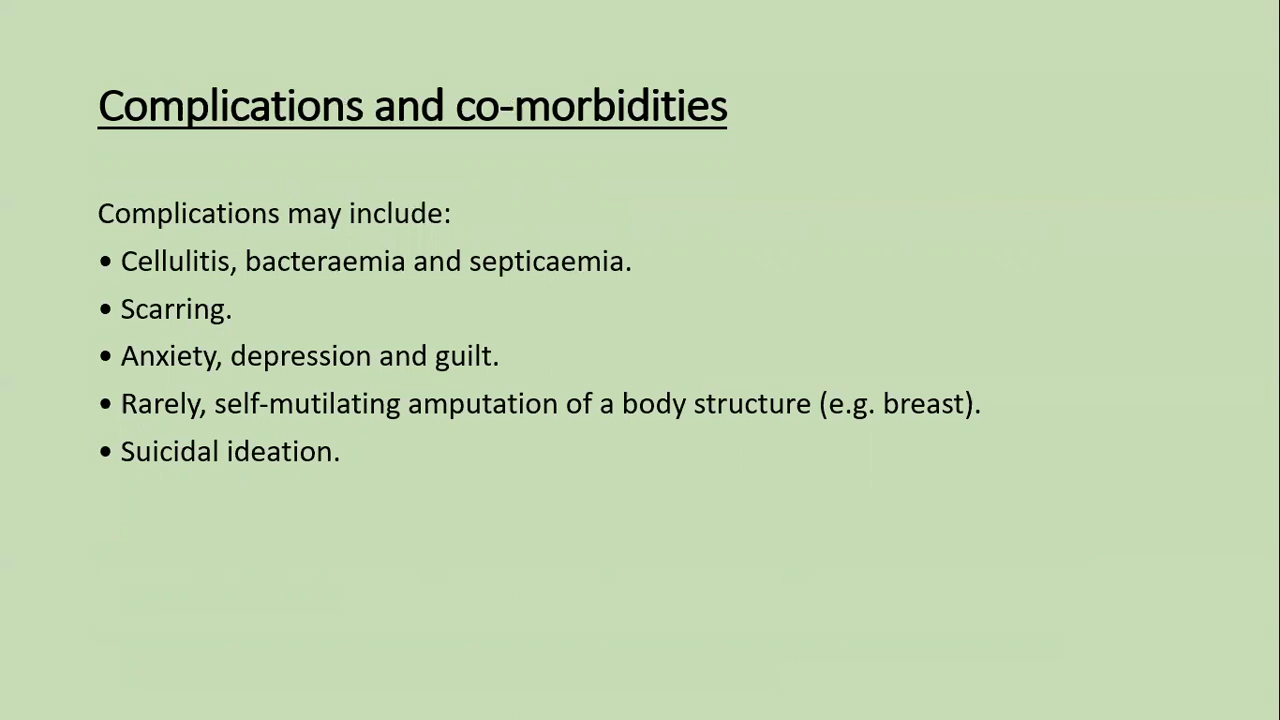 Complications and co-morbidities
Complications may include:
• Cellulitis, bacteraemia and septicaemia.
• Scarring.
• Anxiety, depression and guilt.
• Rarely, self-mutilating amputation of a body structure (e.g. breast).
• Suicidal ideation.